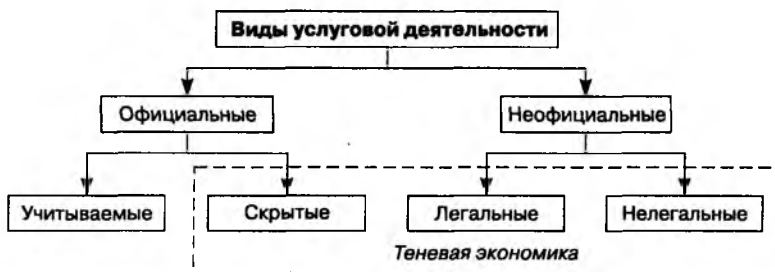 Виды услуговой деятельности
Официальные
Неофициальные
Учитываемые
Скрытые
Легальные
Нелегальные
Теневая экономика